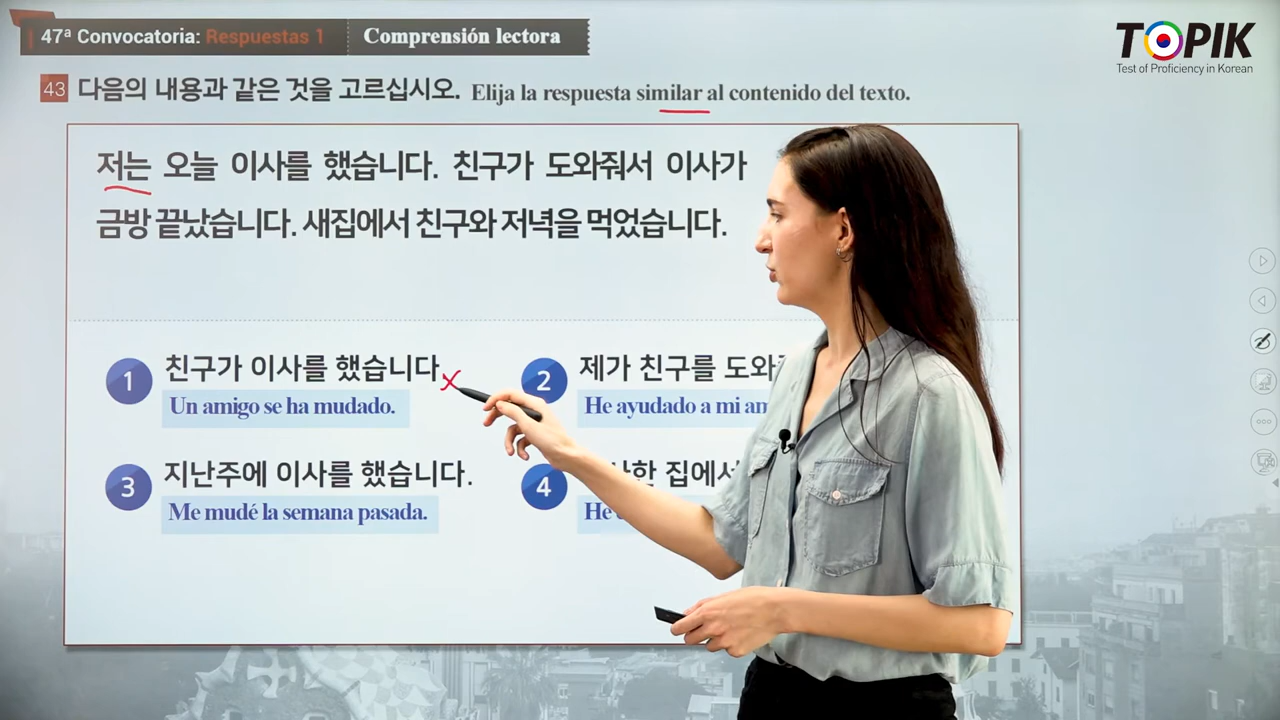 47ª Convocatoria: Respuestas 1
Comprensión lectora
TOPIK
Test of Proficiency in Korean
43 다음의 내용과 같은 것을 고르십시오. Elija la respuesta similar al contenido del texto.
저는 오늘 이사를 했습니다. 친구가 도와줘서 이사가
금방 끝났습니다. 새집에서 친구와 저녁을 먹었습니다.
1 친구가 이사를 했습니다
Un amigo se ha mudado.
2 제가 친구를
He ayudado a mi
3 지난주에 이사를 했습니다.
Me mudé la semana pasada.
4 집에서
He